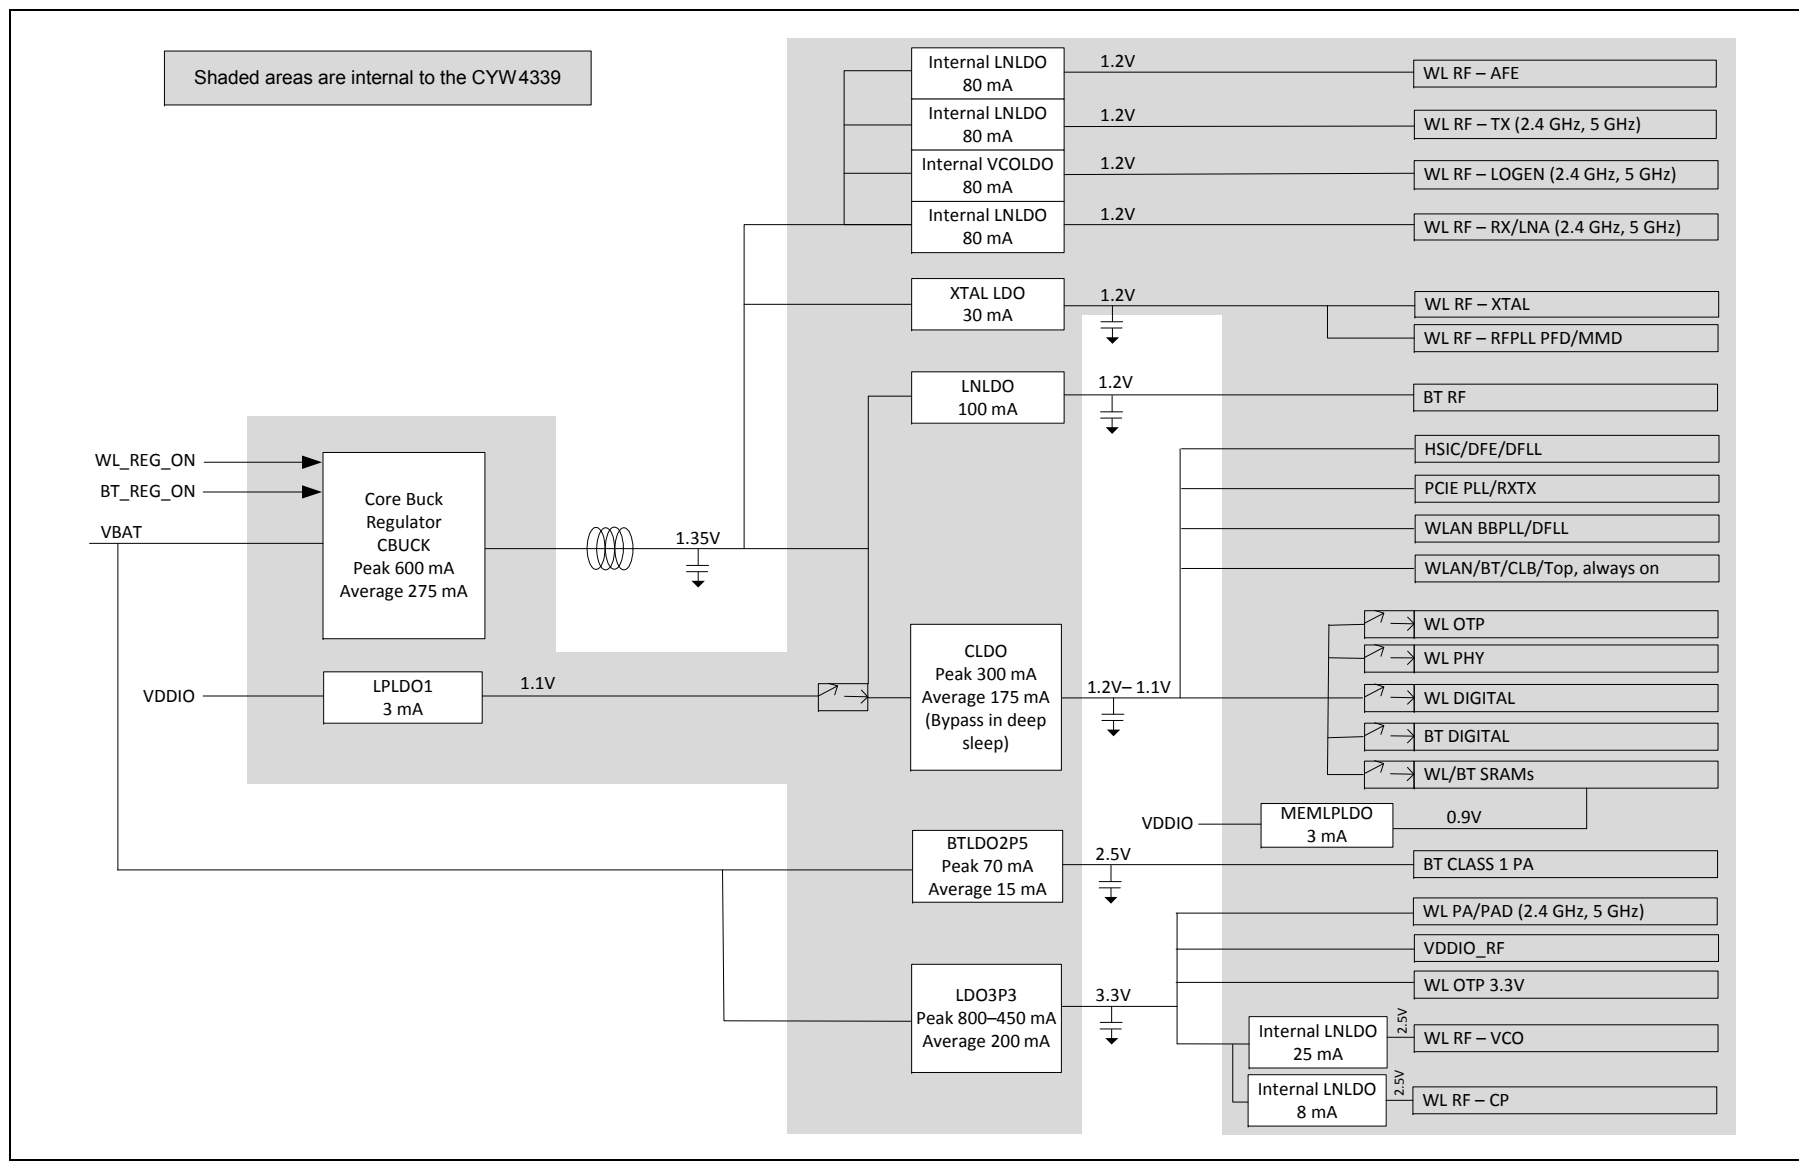 Shaded areas are internal to the CYW4339
Internal LNLDO
80 mA
1.2V
WL RF – AFE
Internal LNLDO
80 mA
1.2V
WL RF – TX (2.4 GHz, 5 GHz)
Internal VCOLDO
80 mA
1.2V
WL RF – LOGEN (2.4 GHz, 5 GHz)
Internal LNLDO
80 mA
1.2V
WL RF – RX/LNA (2.4 GHz, 5 GHz)
XTAL LDO
30 mA
1.2V
WL RF – XTAL
WL RF – RFPLL PFD/MMD
LNLDO
100 mA
1.2V
BT RF
WL_REG_ON
BT_REG_ON
VBAT
Core Buck
Regulator
CBUCK
Peak 600 mA
Average 275 mA
1.35V
HSIC/DFE/DFLL
PCIE PLL/RXTX
WLAN BBPLL/DFLL
WLAN/BT/CLB/Top, always on
VDDIO
LPLDO1
3 mA
1.1V
CLDO
Peak 300 mA
Average 175 mA
(Bypass in deep
sleep)
1.2V– 1.1V
WL OTP
WL PHY
WL DIGITAL
BT DIGITAL
WL/BT SRAMs
VDDIO
MEMLPLDO
3 mA
0.9V
BTLDO2P5
Peak 70 mA
Average 15 mA
2.5V
BT CLASS 1 PA
LDO3P3
Peak 800–450 mA
Average 200 mA
3.3V
WL PA/PAD (2.4 GHz, 5 GHz)
VDDIO_RF
WL OTP 3.3V
Internal LNLDO
25 mA
2.5V
WL RF – VCO
Internal LNLDO
8 mA
2.5V
WL RF – CP